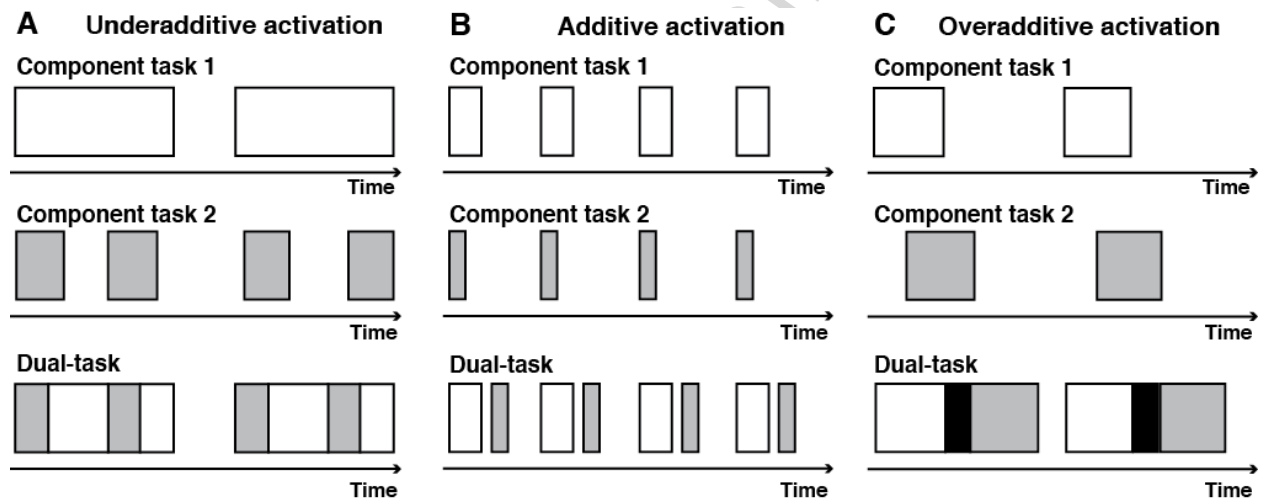 A Underadditive activation
Component task 1
Time
Component task 2
Time
Dual-task
Time
B Additive activation
Component task 1
Time
Component task 2
Time
Dual-task
Time
C Overadditive activation
Component task 1
Time
Component task 2
Time
Dual-task
Time